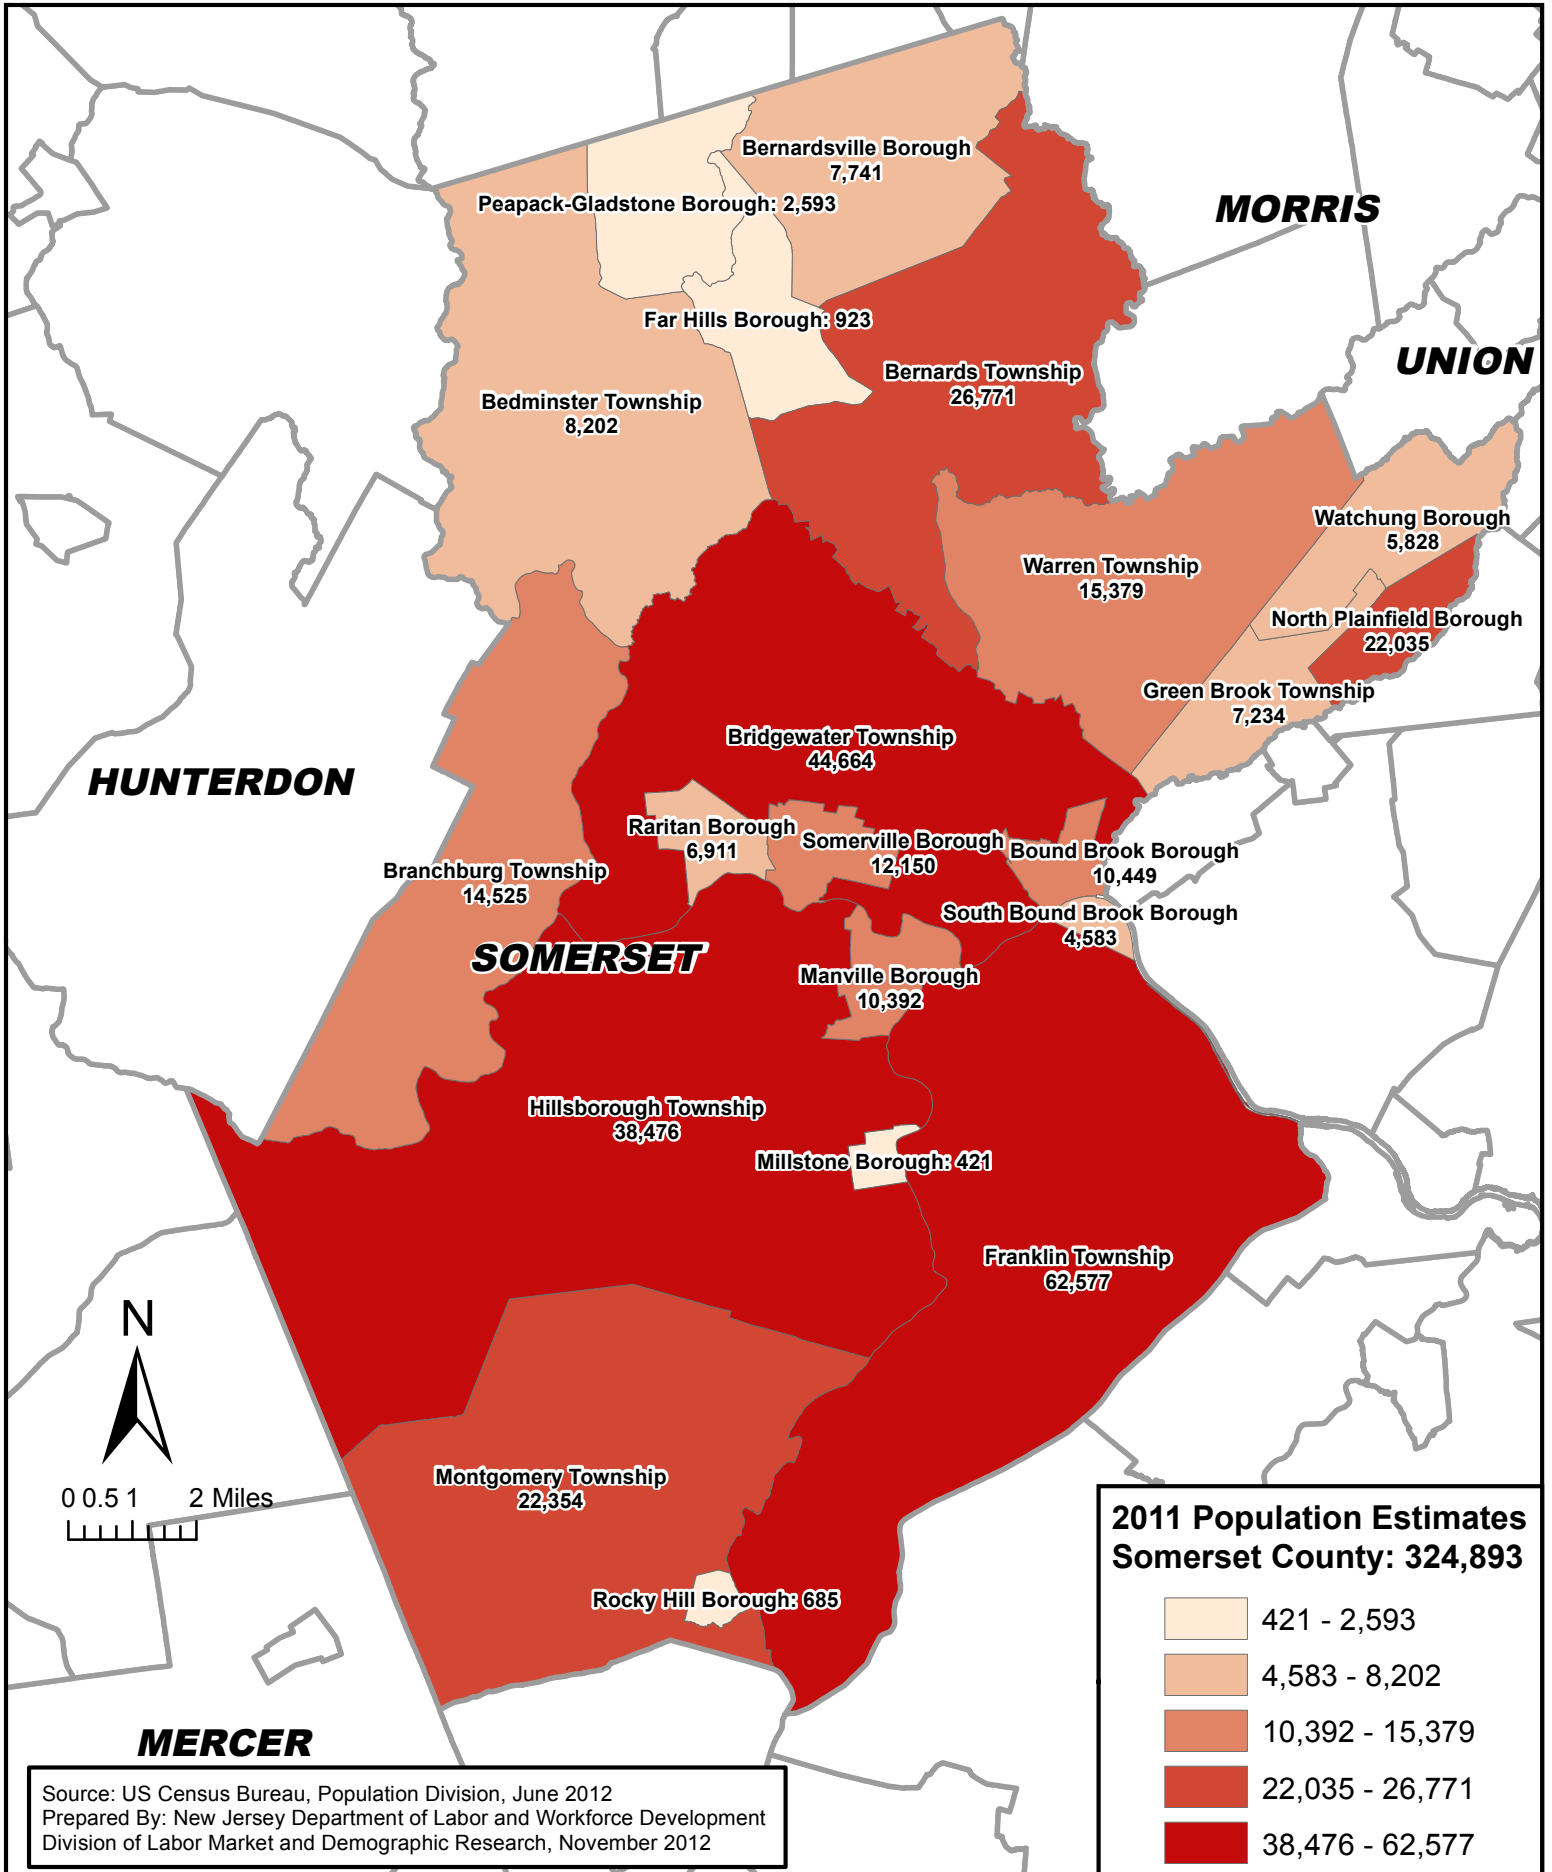 Bernardsville Borough
7,741
Peapack-Gladstone Borough: 2,593
MORRIS
Far Hills Borough: 923
UNION
Bernards Township
26,771
Bedminster Township
8,202
Watchung Borough
5,828
Warren Township
15,379
North Plainfield Borough
22,035
Green Brook Township
7,234
Bridgewater Township
44,664
HUNTERDON
Raritan Borough
6,911
Somerville Borough
12,150
Bound Brook Borough
10,449
Branchburg Township
14,525
South Bound Brook Borough
4,583
SOMERSET
Manville Borough
10,392
Hillsborough Township
38,476
Millstone Borough: 421
Franklin Township
62,577
N
Montgomery Township
22,354
0 0.5 1 2 Miles
Rocky Hill Borough: 685
MERCER
2011 Population Estimates
Somerset County: 324,893
421 - 2,593
4,583 - 8,202
10,392 - 15,379
22,035 - 26,771
38,476 - 62,577
Source: US Census Bureau, Population Division, June 2012
Prepared By: New Jersey Department of Labor and Workforce Development
Division of Labor Market and Demographic Research, November 2012